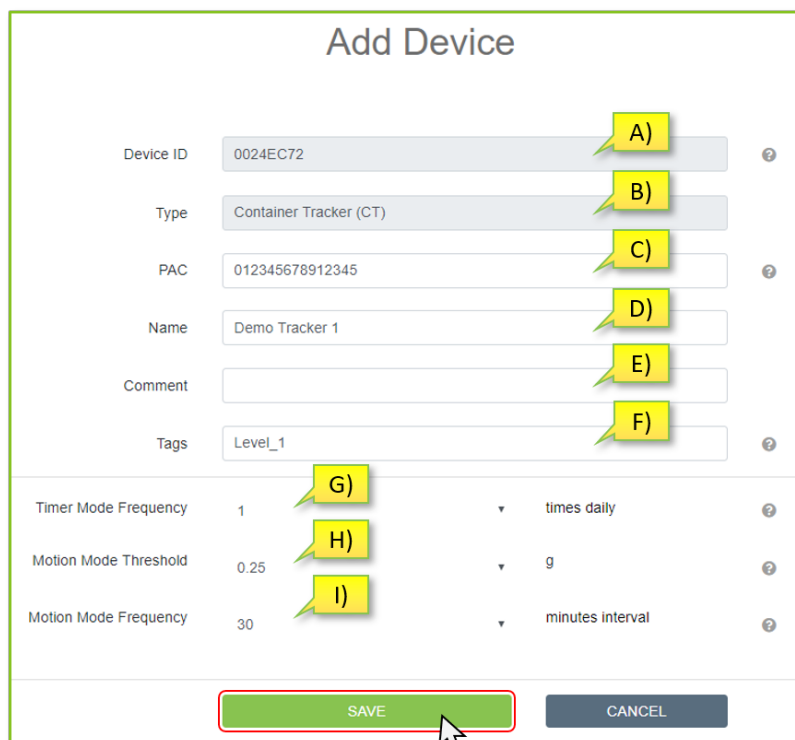 Add Device
A)
Device ID 0024EC72 ?
B)
Type Container Tracker (CT)
C)
PAC 012345678912345 ?
D)
Name Demo Tracker 1
E)
Comment
F)
Tags Level_1 ?
G)
Timer Mode Frequency 1 times daily ?
H)
Motion Mode Threshold 0.25 g ?
I)
Motion Mode Frequency 30 minutes interval ?
SAVE CANCEL